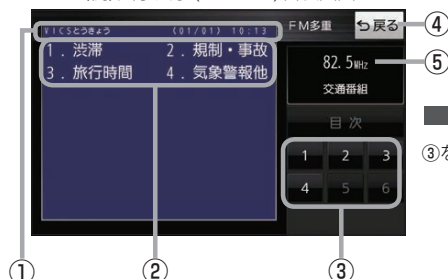 VICSとうきょう (01/01) 10:13
FM多重
戻る
④
1．渋滞 2．規制・事故
3．旅行時間 4．気象警報他
82.5MHz
⑤
交通番組
目次
③を
1 2 3
4 5 6
① ② ③